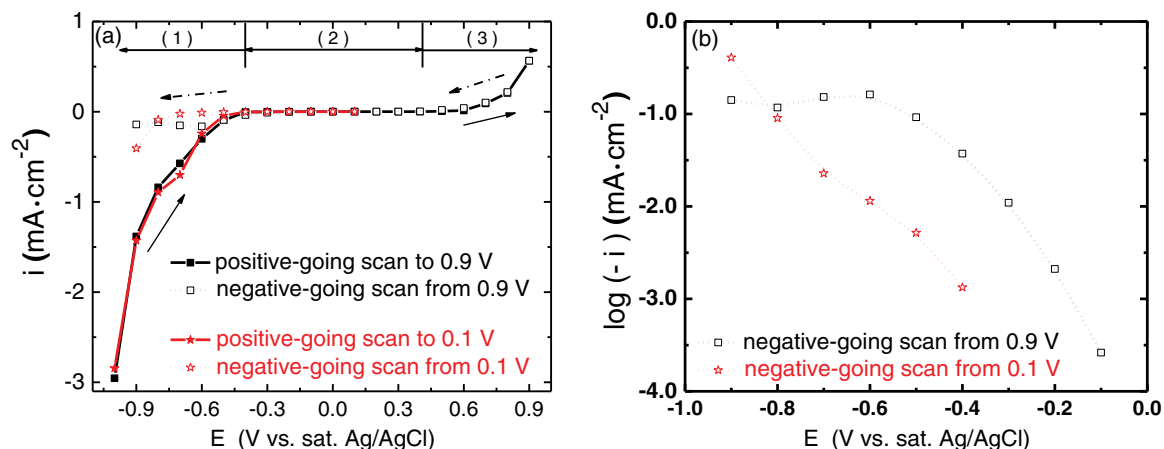 (a)
(1) (2) (3)
1
0
-1
-2
-3
i (mA·cm-2)
positive-going scan to 0.9 V
negative-going scan from 0.9 V
positive-going scan to 0.1 V
negative-going scan from 0.1 V
-0.9 -0.6 -0.3 0.0 0.3 0.6 0.9
E (V vs. sat. Ag/AgCl)
(b)
-0.0
-1.0
-2.0
-3.0
-4.0
log (- i ) (mA·cm-2)
negative-going scan from 0.9 V
negative-going scan from 0.1 V
-1.0 -0.8 -0.6 -0.4 -0.2 0.0
E (V vs. sat. Ag/AgCl)